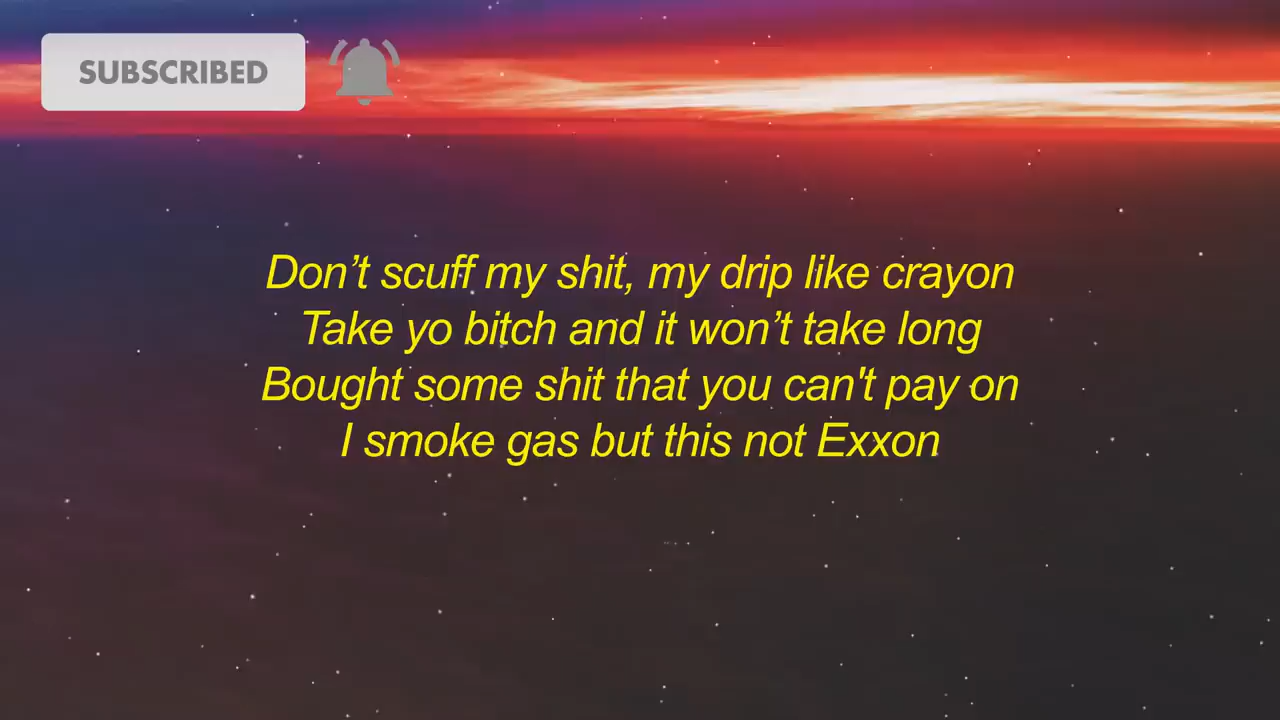 SUBSCRIBED
Don’t scuff my shit, my drip like crayon
Take yo bitch and it won’t take long
Bought some shit that you can't pay on
I smoke gas but this not Exxon